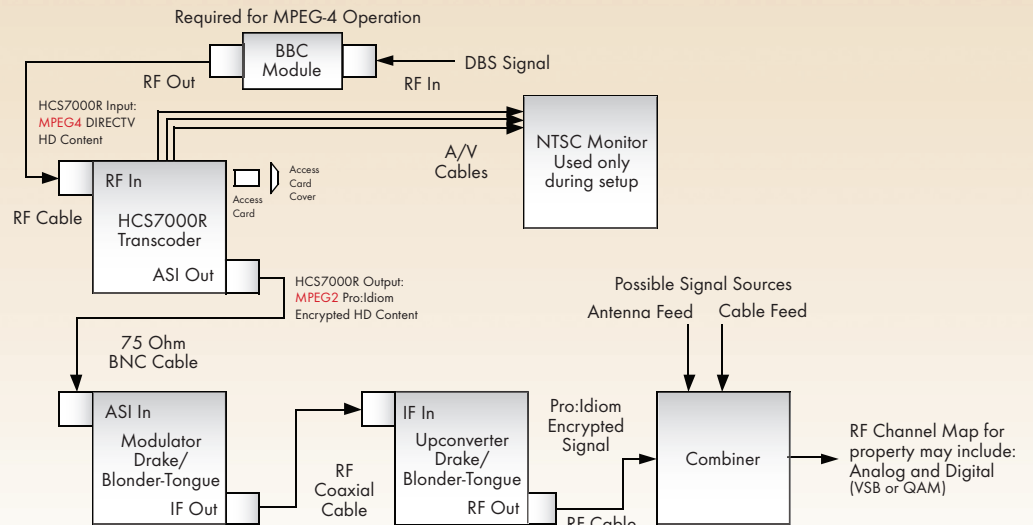 Required for MPEG-4 Operation
BBC
Module
DBS Signal
RF Out
RF In
HCS7000R Input:
MPEG4 DIRECTV
HD Content
RF In
RF Cable
HCS7000R
Transcoder
ASI Out
Access
Card
Access
Card
Cover
A/V
Cables
NTSC Monitor
Used only
during setup
HCS7000R Output:
MPEG2 Pro:Idiom
Encrypted HD Content
75 Ohm
BNC Cable
Possible Signal Sources
Antenna Feed
Cable Feed
ASI In
Modulator
Drake/
Blonder-Tongue
IF Out
RF
Coaxial
Cable
IF In
Upconverter
Drake/
Blonder-Tongue
RF Out
Pro:Idiom
Encrypted
Signal
RF Cable
Combiner
RF Channel Map for
property may include:
Analog and Digital
(VSB or QAM)